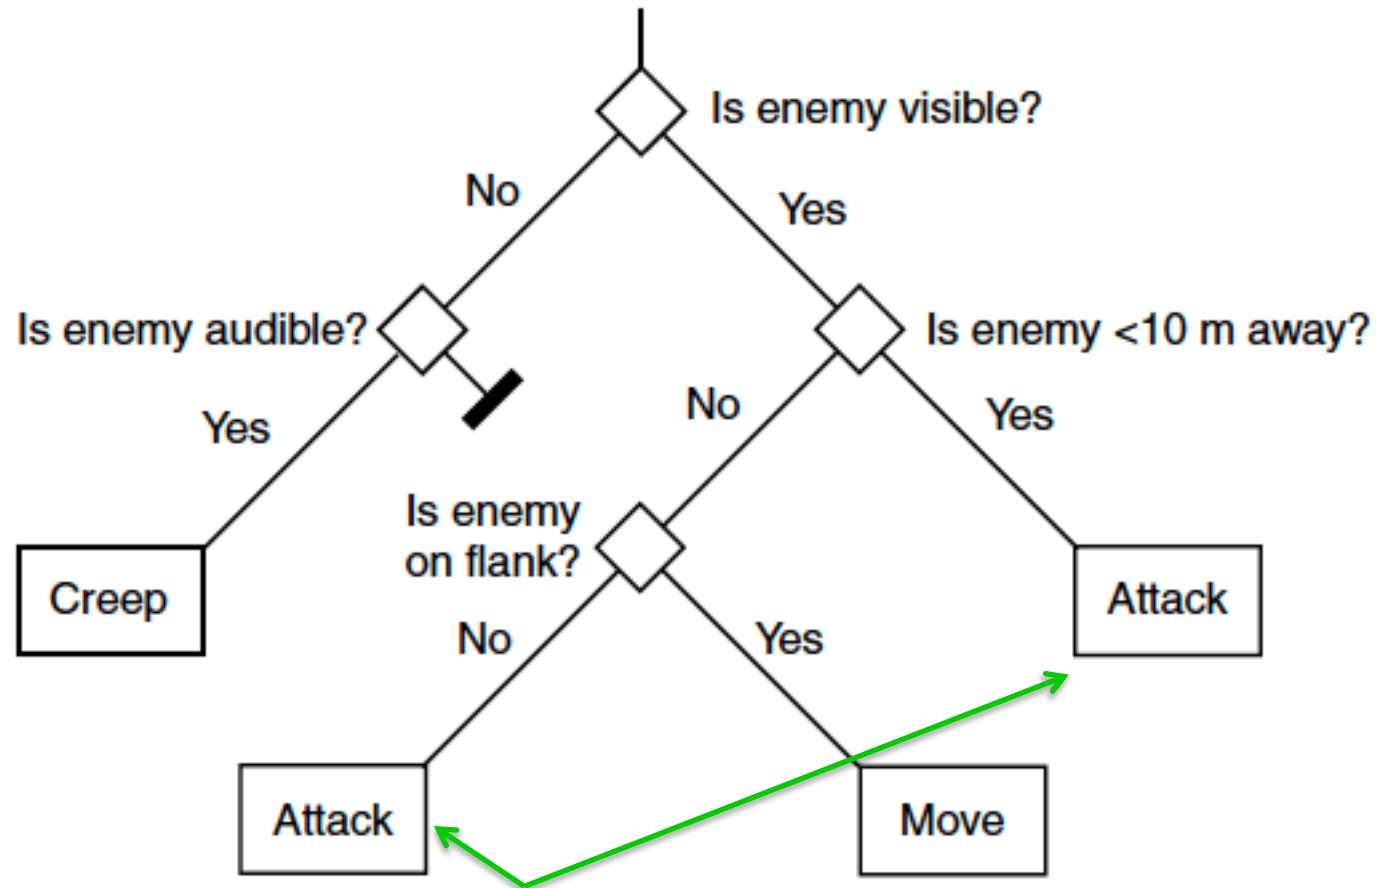 Is enemy visible?
No
Yes
Is enemy audible?
Is enemy <10 m away?
Yes
No
Yes
Is enemy
on flank?
Creep
Attack
No
Yes
Attack
Move